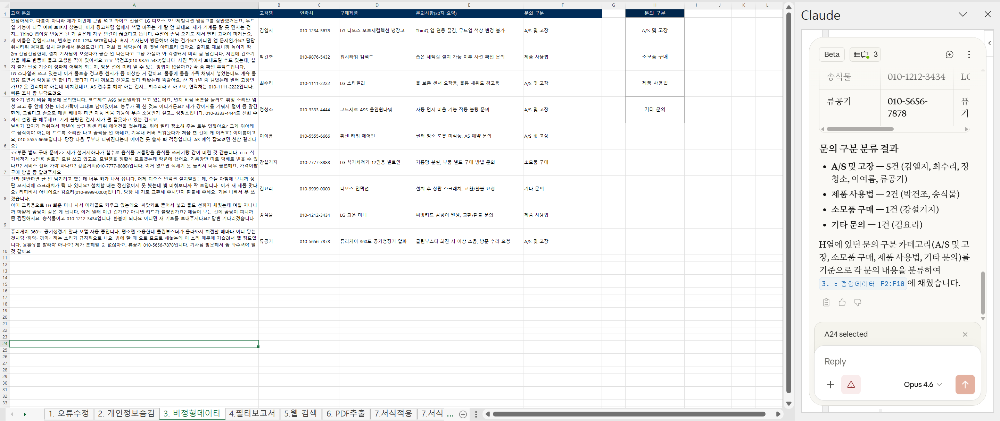 A B C D E F G H I J K L
1 고객 문의 고객명 연락처 구매제품 문의사항(30자 요약) 문의 구분 문의 구분
안녕하세요, 다름이 아니라 제가 이번에 큰맘 먹고 와이프 선물로 LG 디오스 오브제컬렉션 냉장고를 장만했거든요. 무드
업 기능이 너무 예뻐 보여서 샀는데, 이게 광고처럼 앱에서 색깔 바꾸는 게 잘 안 되네요. 제가 기계를 잘 못 만지는 건
지... ThinQ 앱이랑 연동은 된 거 같은데 자꾸 연결이 끊겼다고 뜹니다. 주말에 손님 오기로 해서 빨리 고쳐야 하거든요.
2 제 이름은 김엘지고요, 번호는 010-1234-5678입니다. 혹시 기사님이 방문해야 하는 건가요? 아니면 앱 문제인가요? 답답
김엘지 010-1234-5678 LG 디오스 오브제컬렉션 냉장고 ThinQ 앱 연동 끊김, 무드업 색상 변경 불가 A/S 및 고장 A/S 및 고장
워시타워 컴팩트 설치 관련해서 문의드립니다. 저희 집 세탁실이 좀 옛날 아파트라 좁아요. 줄자로 재보니까 높이가 딱
2m 간당간당한데, 설치 기사님이 오셨다가 공간 안 나온다고 그냥 가실까 봐 걱정돼서 미리 글 남깁니다. 저번에 건조기
샀을 때도 반품비 물고 고생한 적이 있어서요 ㅠㅠ 박건조(010-9876-5432)입니다. 사진 찍어서 보내드릴 수도 있는데, 설
3 치 불가 판정 기준이 정확히 어떻게 되는지, 방문 전에 미리 알 수 있는 방법이 없을까요? 꼭 좀 확인 부탁드립니다.
박건조 010-9876-5432 워시타워 컴팩트 좁은 세탁실 설치 가능 여부 사전 확인 문의 제품 사용법 소모품 구매
LG 스타일러 쓰고 있는데 이거 물보충 경고등 센서가 좀 이상한 거 같아요. 물통에 물을 가득 채워서 넣었는데도 계속 물
없음 뜨면서 작동을 안 합니다. 뺐다가 다시 껴보고 전원도 껐다 켜봤는데 똑같아요. 산 지 1년 좀 넘었는데 벌써 고장인
가요? 옷 관리해야 하는데 미치겠네요. AS 접수를 해야 하는 건지... 최수리라고 하고요, 연락처는 010-1111-2222입니다.
4 빠른 조치 좀 부탁드려요.
최수리 010-1111-2222 LG 스타일러 물 보충 센서 오작동, 물통 채워도 경고등 A/S 및 고장 제품 사용법
청소기 먼지 비움 때문에 문의합니다. 코드제로 A9S 올인원타워 쓰고 있는데요, 먼지 비움 버튼을 눌러도 위잉 소리만 엄
청 크고 통 안에 있는 머리카락이 그대로 남아있어요. 봉투가 꽉 찬 것도 아니거든요? 제가 강아지를 키워서 털이 좀 많긴
한데, 그렇다고 손으로 매번 빼내야 하면 자동 비움 기능이 무슨 소용인가 싶고... 정청소입니다. 010-3333-4444로 전화 주
5 셔서 설명 좀 해주세요. 기계 불량인 건지 제가 뭘 잘못하고 있는 건지요.
정청소 010-3333-4444 코드제로 A9S 올인원타워 자동 먼지 비움 기능 작동 불량 문의 A/S 및 고장 기타 문의
날씨가 갑자기 더워져서 작년에 샀던 휘센 타워 에어컨을 켰는데요. 뒤에 필터 청소해 주는 로봇 있잖아요? 그게 위아래
로 움직여야 하는데 드르륵 소리만 나고 꼼짝을 안 하네요. 겨우내 커버 씌워놨다가 처음 켠 건데 왜 이러죠? 이여름이고
요, 010-5555-6666입니다. 당장 다음 주부터 더워진다는데 에어컨 못 쓸까 봐 걱정입니다. AS 예약 잡으려면 한참 걸리나
6 요?
이여름 010-5555-6666 휘센 타워 에어컨 필터 청소 로봇 미작동, AS 예약 문의 A/S 및 고장
<<부품 별도 구매 문의>> 제가 설거지하다가 실수로 음식물 거름망을 음식물 쓰레기랑 같이 버린 것 같습니다 ㅠㅠ 식
기세척기 12인용 빌트인 모델 쓰고 있고요. 모델명을 정확히 모르겠는데 작년에 샀어요. 거름망만 따로 택배로 받을 수 있
나요? 서비스 센터 가야 하나요? 강설거지(010-7777-8888)입니다. 이거 없으면 식세기 못 돌려서 너무 불편해요. 가격이랑
7 구매 방법 좀 알려주세요.
강설거지 010-7777-8888 LG 식기세척기 12인용 빌트인 거름망 분실, 부품 별도 구매 방법 문의 소모품 구매
진짜 웬만하면 글 안 남기려고 했는데 너무 화가 나서 씁니다. 어제 디오스 인덕션 설치받았는데, 오늘 아침에 보니까 상
판 모서리에 스크래치가 쫙 나 있네요? 설치할 때는 정신없어서 못 봤는데 빛 비춰보니까 딱 보입니다. 이거 새 제품 맞나
요? 리퍼비시 아니에요? 김요리(010-9999-0000)입니다. 당장 새 거로 교환해 주시던지 환불해 주세요. 기분 나빠서 못 쓰
8 겠습니다.
김요리 010-9999-0000 디오스 인덕션 설치 후 상판 스크래치, 교환/환불 요청 기타 문의
아이 교육용으로 LG 틔운 미니 사서 메리골드 키우고 있는데요. 씨앗키트 뜯어서 넣고 물도 선까지 채웠는데 며칠 지나니
까 하얗게 곰팡이 같은 게 핍니다. 이거 원래 이런 건가요? 아니면 키트가 불량인가요? 애들이 보는 건데 곰팡이 피니까
좀 찜찜해서요. 송식물이고 010-1212-3434입니다. 환불이 되나요 아니면 새 키트를 보내주시나요? 답변 기다리겠습니다.
9
송식물 010-1212-3434 LG 틔운 미니 씨앗키트 곰팡이 발생, 교환/환불 문의 제품 사용법
퓨리케어 360도 공기청정기 알파 모델 사용 중입니다. 평소엔 조용한데 클린부스터가 올라와서 회전할 때마다 어디 닿는
것처럼 '끼익- 끼익-' 하는 소리가 규칙적으로 나요. 밤에 잘 때 오토 모드로 해놓는데 이 소리 때문에 거슬려서 깰 정도입
니다. 윤활유를 발라야 하나요? 제가 분해할 순 없잖아요. 류공기 010-5656-7878입니다. 기사님 방문해서 좀 봐주셔야 할
10 것 같아요.
류공기 010-5656-7878 퓨리케어 360도 공기청정기 알파 클린부스터 회전 시 이상 소음, 방문 수리 요청 A/S 및 고장
11
12
13
14
15
16
17
18
19
20
21
22
23
24
25
26
27
28
29
30
31
32
33
1. 오류수정 2. 개인정보숨김 3. 비정형데이터 4.필터보고서 5.웹 검색 6. PDF추출 7.서식적용 7.서식 ...
Claude
Beta 3
송식물 010-1212-3434 LG
류공기 010-5656-7878 퓨기
문의 구분 분류 결과
• A/S 및 고장 — 5건 (김엘지, 최수리, 정
청소, 이여름, 류공기)
• 제품 사용법 — 2건 (박건조, 송식물)
• 소모품 구매 — 1건 (강설거지)
• 기타 문의 — 1건 (김요리)
H열에 있던 문의 구분 카테고리(A/S 및 고
장, 소모품 구매, 제품 사용법, 기타 문의)를
기준으로 각 문의 내용을 분류하여
3. 비정형데이터 F2:F10 에 채웠습니다.
A24 selected
Reply
Opus 4.6